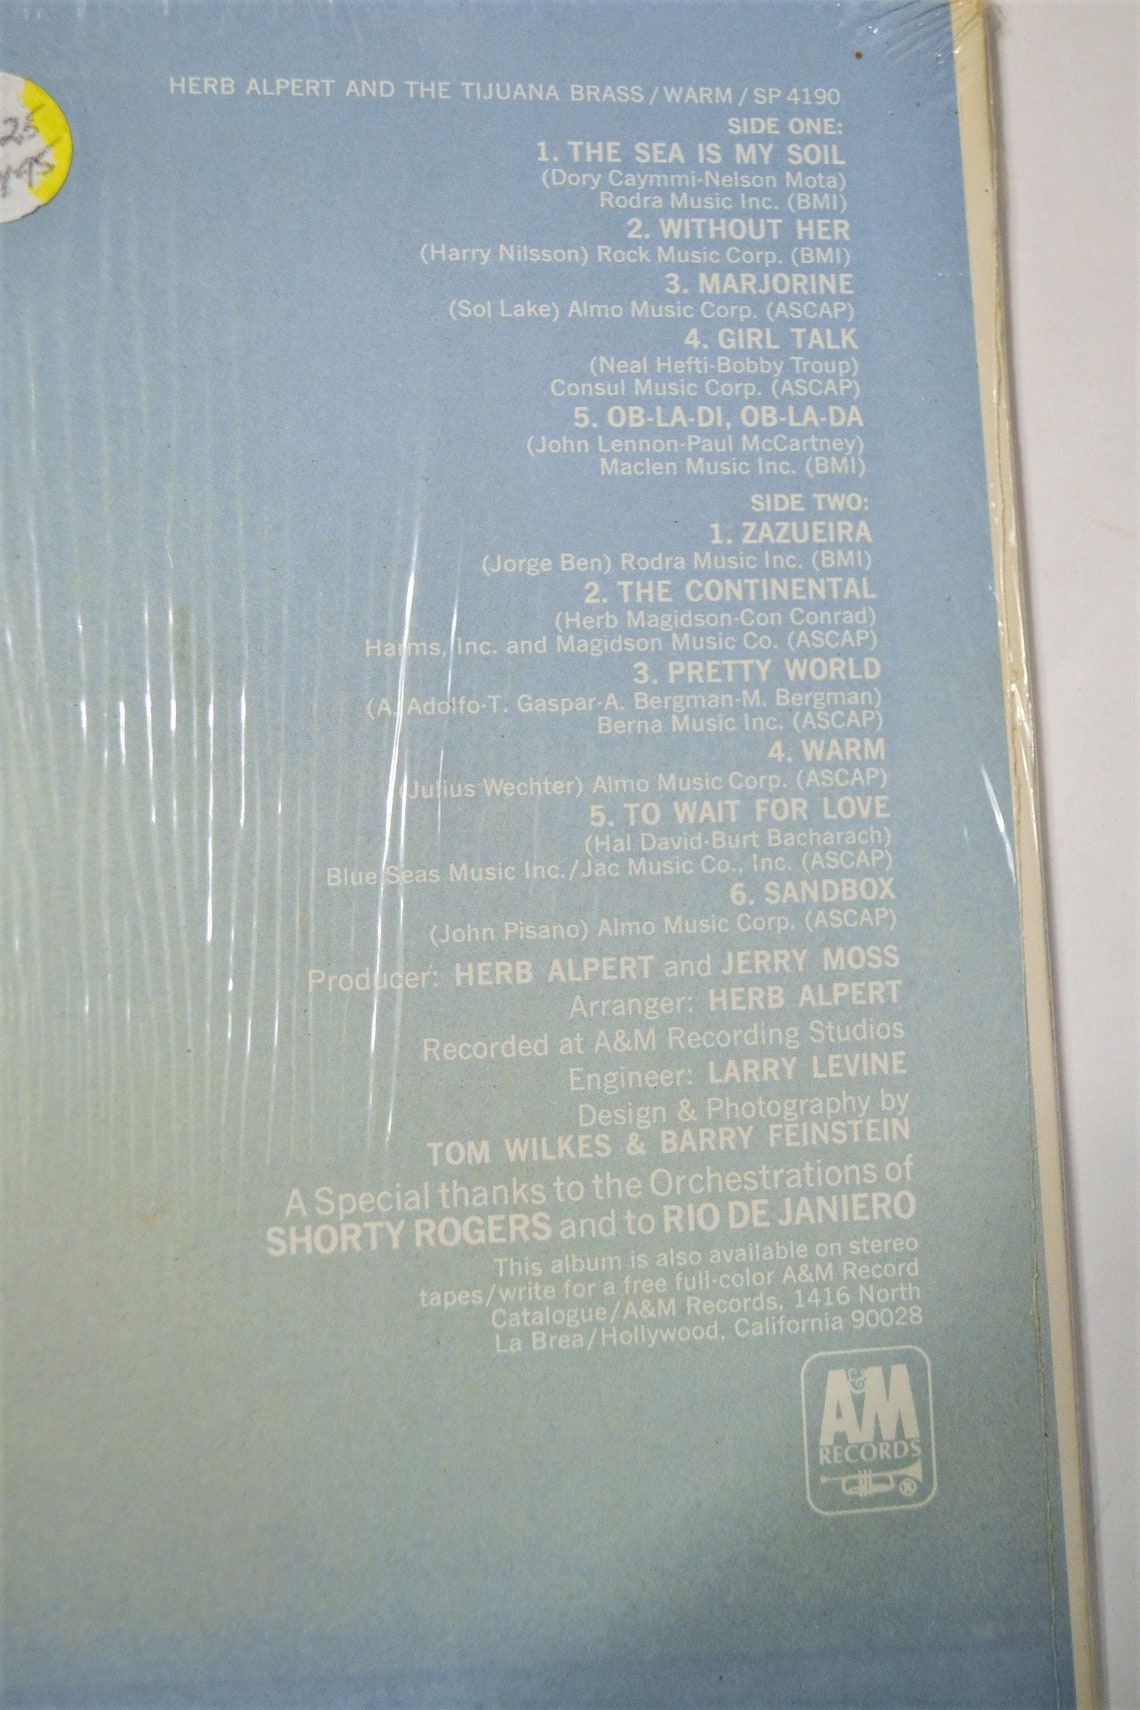 HERB ALPERT AND THE TIJUANA BRASS/WARM/SP 4190
SIDE ONE:
1. THE SEA IS MY SOIL
(Dory Caymmi-Nelson Mota)
Rodra Music Inc. (BMI)
2. WITHOUT HER
(Harry Nilsson) Rock Music Corp. (BMI)
3. MARJORINE
(Sol Lake) Almo Music Corp. (ASCAP)
4. GIRL TALK
(Neal Hefti-Bobby Troup)
Consul Music Corp. (ASCAP)
5. OB-LA-DI, OB-LA-DA
(John Lennon-Paul McCartney)
Maclen Music Inc. (BMI)
SIDE TWO:
1. ZAZUEIRA
(Jorge Ben) Rodra Music Inc. (BMI)
2. THE CONTINENTAL
(Herb Magidson-Con Conrad)
Harms, Inc. and Magidson Music Co. (ASCAP)
3. PRETTY WORLD
(A. Adolfo-T. Gaspar-A. Bergman-M. Bergman)
Berna Music Inc. (ASCAP)
4. WARM
(Julius Wechter) Almo Music Corp. (ASCAP)
5. TO WAIT FOR LOVE
(Hal David-Burt Bacharach)
Blue Seas Music Inc./Jac Music Co., Inc. (ASCAP)
6. SANDBOX
(John Pisano) Almo Music Corp. (ASCAP)
Producer: HERB ALPERT and JERRY MOSS
Arranger: HERB ALPERT
Recorded at A&M Recording Studios
Engineer: LARRY LEVINE
Design & Photography by
TOM WILKES & BARRY FEINSTEIN
A Special thanks to the Orchestrations of
SHORTY ROGERS and to RIO DE JANIERO
This album is also available on stereo
tapes/write for a free full-color A&M Record
Catalogue/A&M Records, 1416 North
La Brea/Hollywood, California 90028
A&M
RECORDS
®